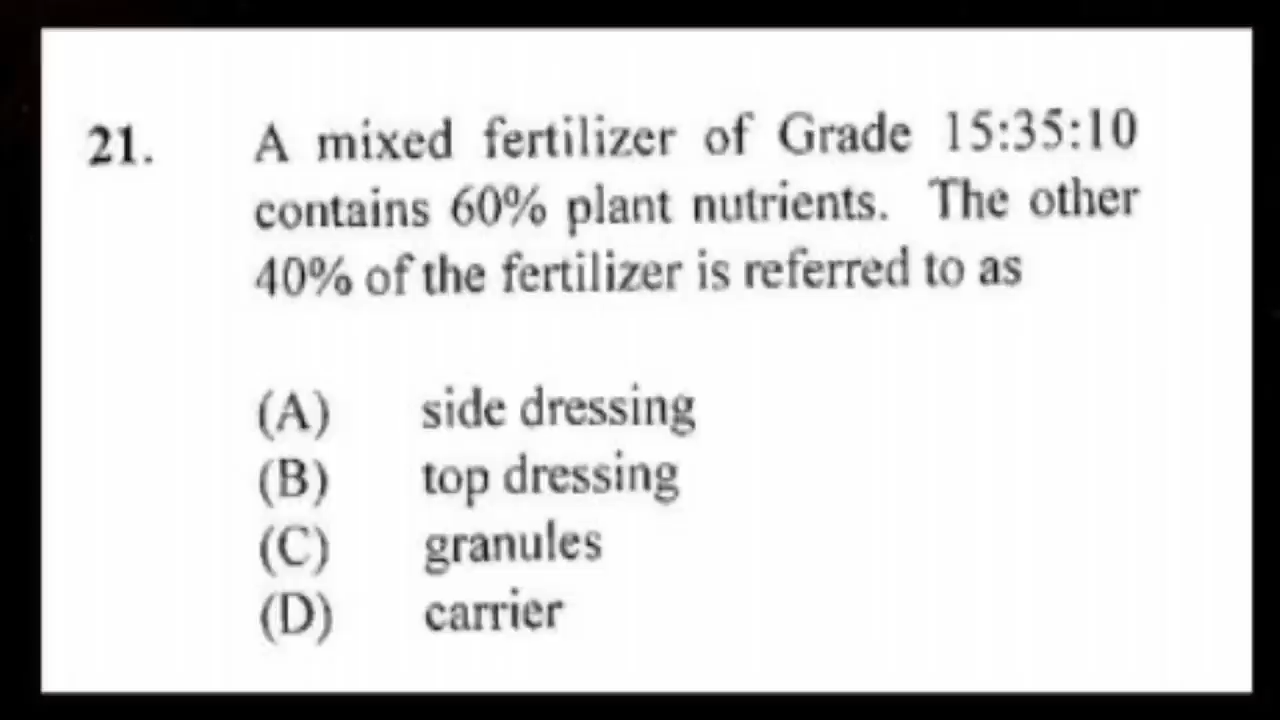 21. A mixed fertilizer of Grade 15:35:10
contains 60% plant nutrients. The other
40% of the fertilizer is referred to as
(A) side dressing
(B) top dressing
(C) granules
(D) carrier